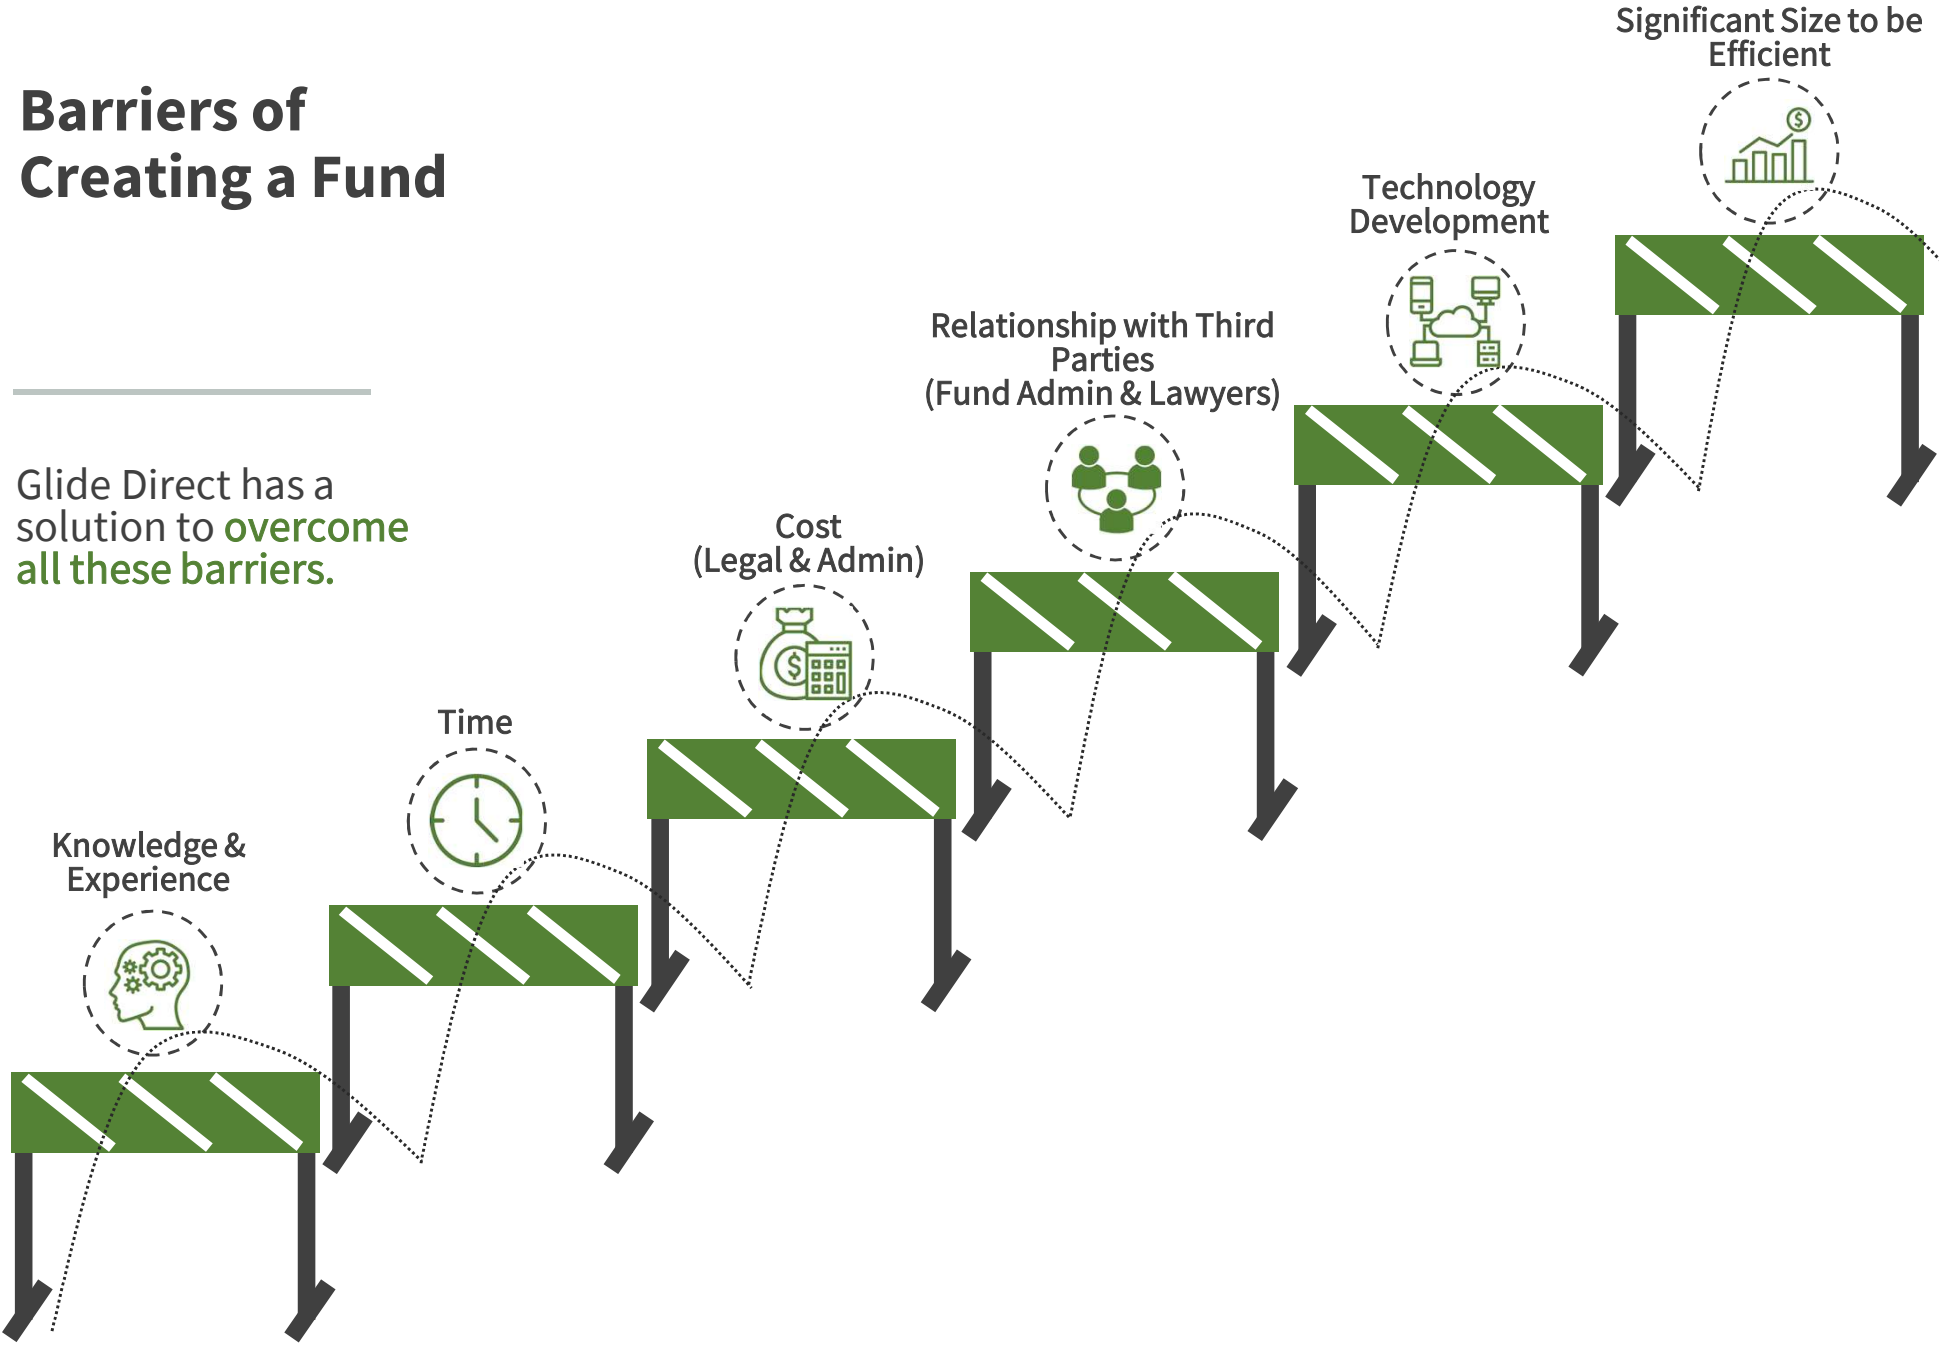 Barriers of
Creating a Fund
Glide Direct has a
solution to overcome
all these barriers.
Knowledge &
Experience
Time
Cost
(Legal & Admin)
Relationship with Third
Parties
(Fund Admin & Lawyers)
Technology
Development
Significant Size to be
Efficient